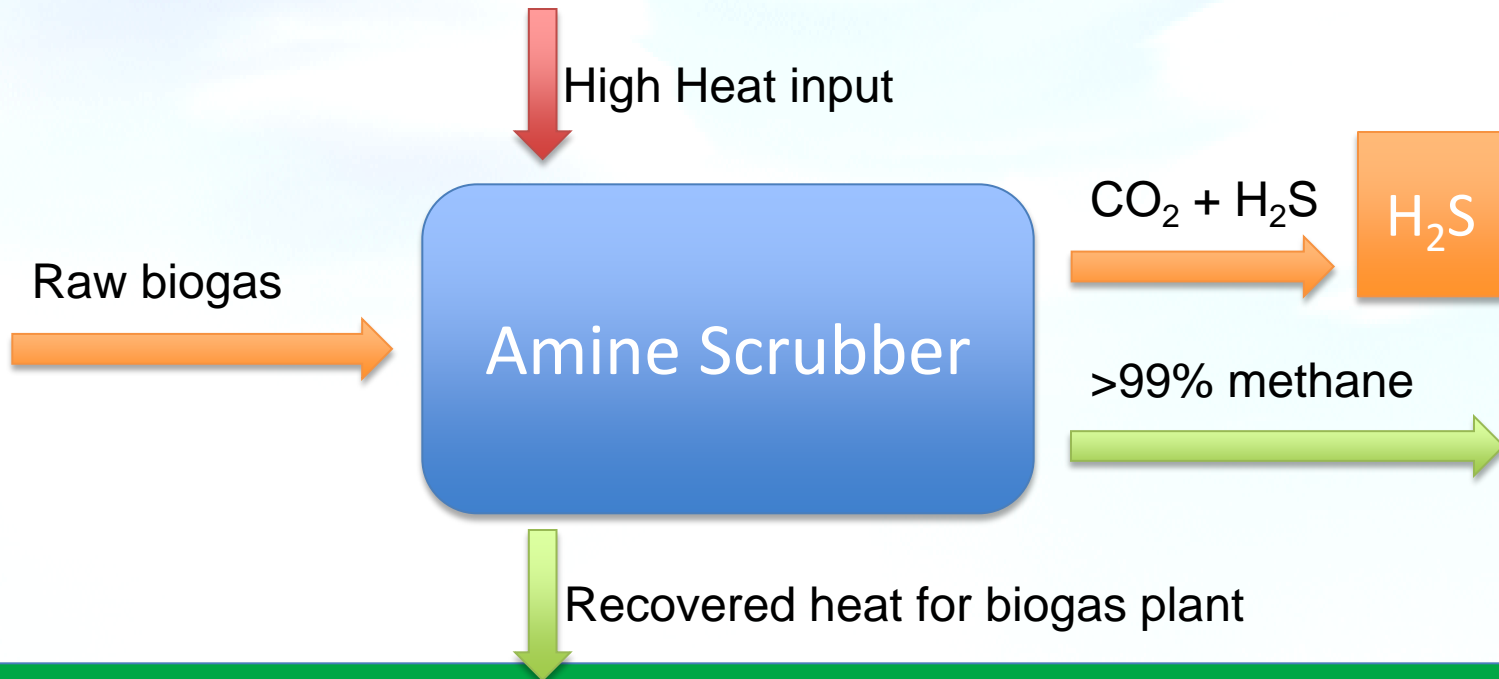 High Heat input
CO₂ + H₂S
H₂S
Raw biogas
Amine Scrubber
>99% methane
Recovered heat for biogas plant